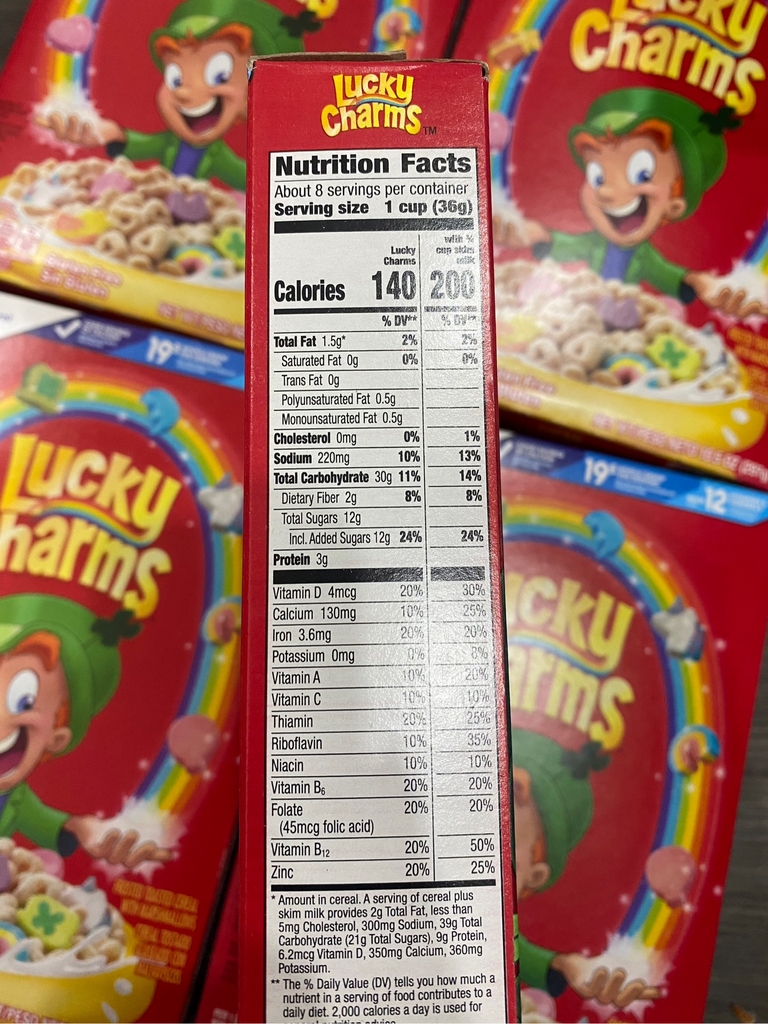 Lucky
Charms™
Nutrition Facts
About 8 servings per container
Serving size 1 cup (36g)
Lucky Charms
with ¾ cup skim milk
Calories 140 200
% DV** % DV**
Total Fat 1.5g* 2% 2%
Saturated Fat 0g 0% 0%
Trans Fat 0g
Polyunsaturated Fat 0.5g
Monounsaturated Fat 0.5g
Cholesterol 0mg 0% 1%
Sodium 220mg 10% 13%
Total Carbohydrate 30g 11% 14%
Dietary Fiber 2g 8% 8%
Total Sugars 12g
Incl. Added Sugars 12g 24% 24%
Protein 3g
Vitamin D 4mcg 20% 30%
Calcium 130mg 10% 25%
Iron 3.6mg 20% 20%
Potassium 0mg 0% 8%
Vitamin A 10% 20%
Vitamin C 10% 10%
Thiamin 20% 25%
Riboflavin 10% 35%
Niacin 10% 10%
Vitamin B6 20% 20%
Folate 20% 20%
(45mcg folic acid)
Vitamin B12 20% 50%
Zinc 20% 25%
* Amount in cereal. A serving of cereal plus
skim milk provides 2g Total Fat, less than
5mg Cholesterol, 300mg Sodium, 39g Total
Carbohydrate (21g Total Sugars), 9g Protein,
6.2mcg Vitamin D, 350mg Calcium, 360mg
Potassium.
** The % Daily Value (DV) tells you how much a
nutrient in a serving of food contributes to a
daily diet. 2,000 calories a day is used for
Lucky
Charms
19
Lucky
Charms
19
12